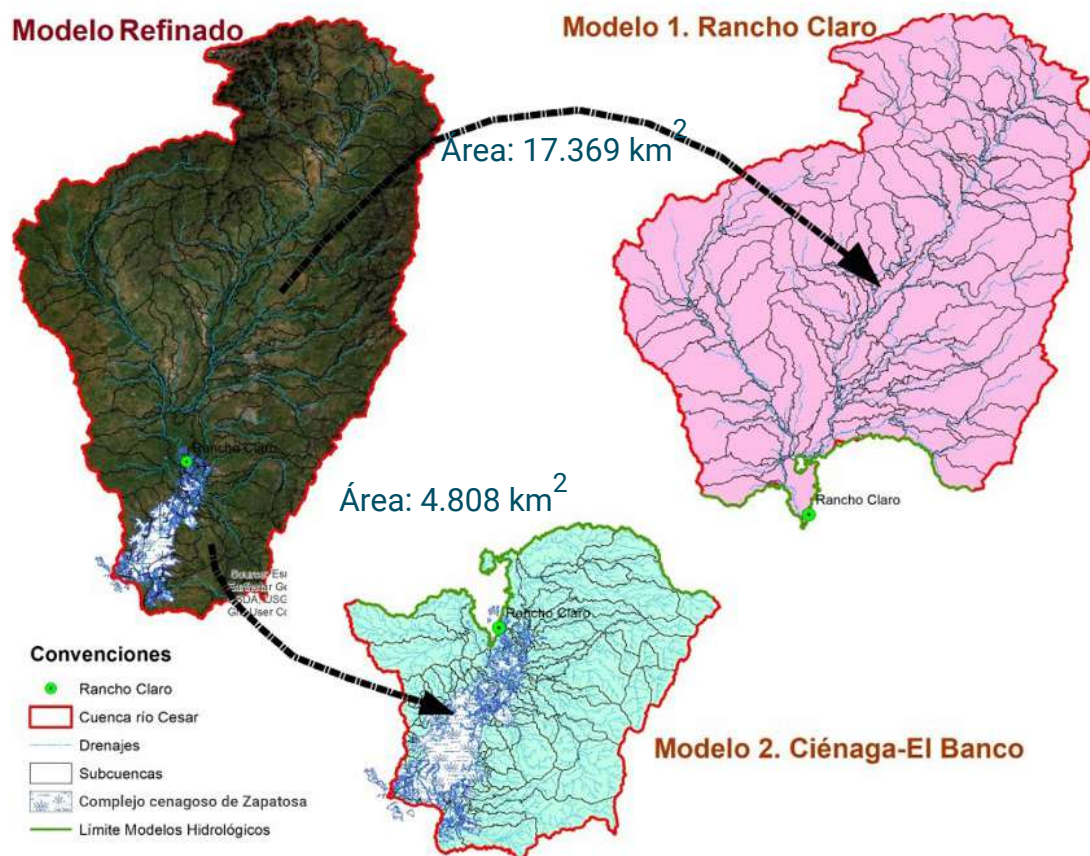 Modelo Refinado
Modelo 1. Rancho Claro
Área: 17.369 km²
Rancho Claro
Rancho Claro
Área: 4.808 km²
Rancho Claro
Modelo 2. Ciénaga-El Banco
Convenciones
Rancho Claro
Cuenca río Cesar
Drenajes
Subcuencas
Complejo cenagoso de Zapatosa
Límite Modelos Hidrológicos